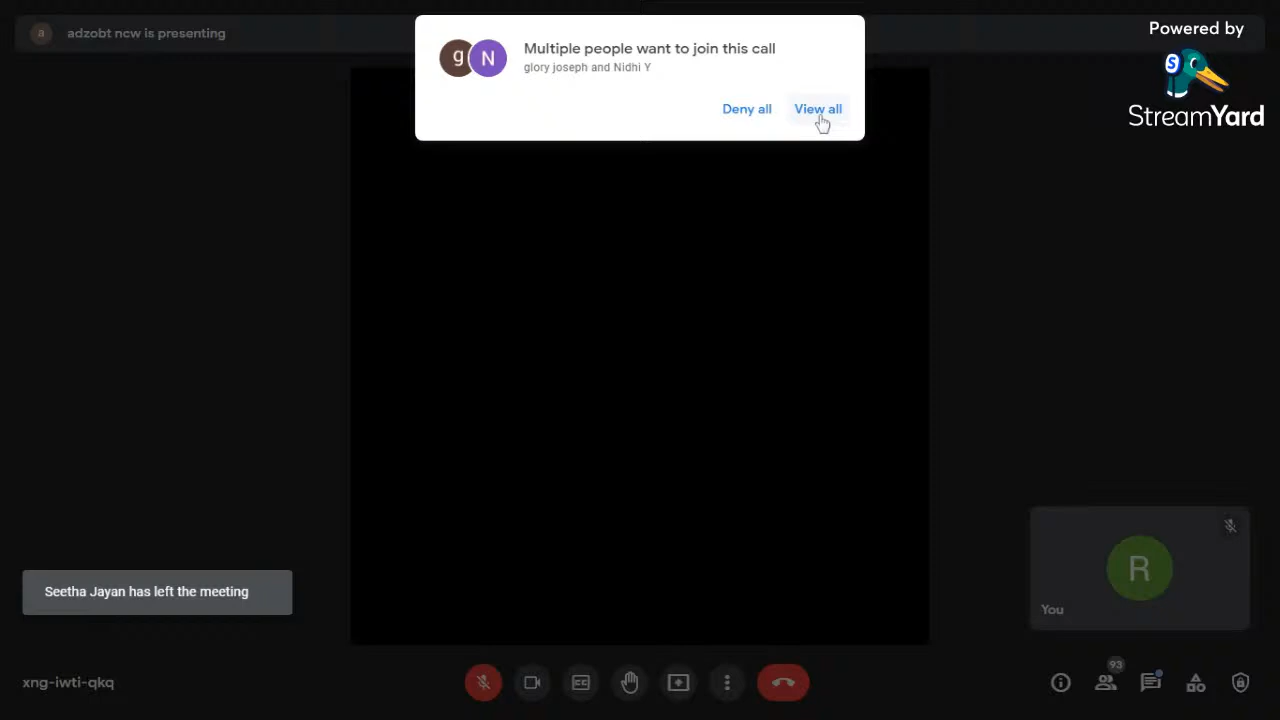 a adzobt ncw is presenting
g N
Multiple people want to join this call
glory joseph and Nidhi Y
Deny all View all
Powered by
S
StreamYard
R
You
Seetha Jayan has left the meeting
xng-iwti-qkq
CC
93